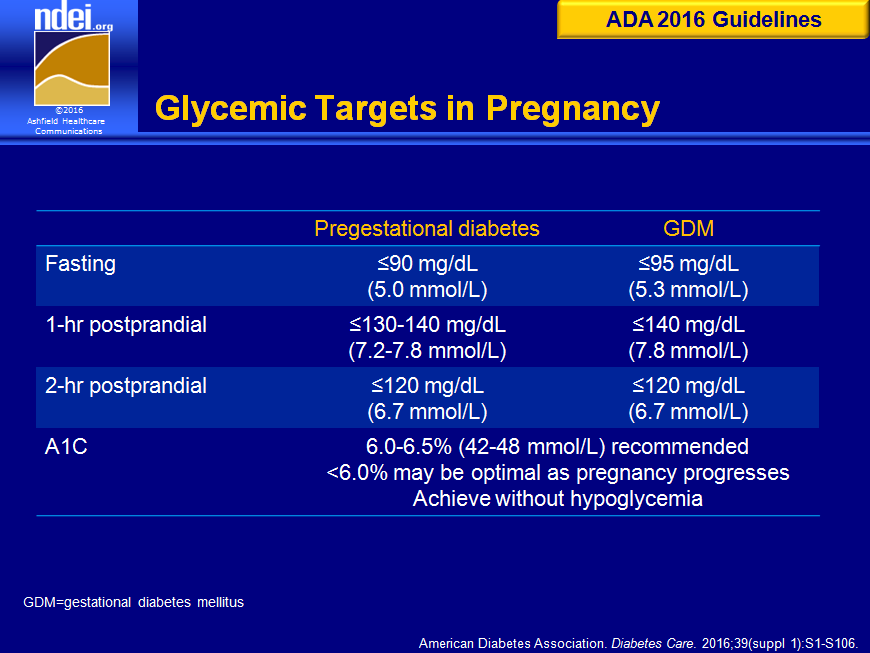 ndei.org
©2016
Ashfield Healthcare
Communications
ADA 2016 Guidelines
Glycemic Targets in Pregnancy
Pregestational diabetes GDM
Fasting ≤90 mg/dL ≤95 mg/dL
(5.0 mmol/L) (5.3 mmol/L)
1-hr postprandial ≤130-140 mg/dL ≤140 mg/dL
(7.2-7.8 mmol/L) (7.8 mmol/L)
2-hr postprandial ≤120 mg/dL ≤120 mg/dL
(6.7 mmol/L) (6.7 mmol/L)
A1C 6.0-6.5% (42-48 mmol/L) recommended
<6.0% may be optimal as pregnancy progresses
Achieve without hypoglycemia
GDM=gestational diabetes mellitus
American Diabetes Association. Diabetes Care. 2016;39(suppl 1):S1-S106.